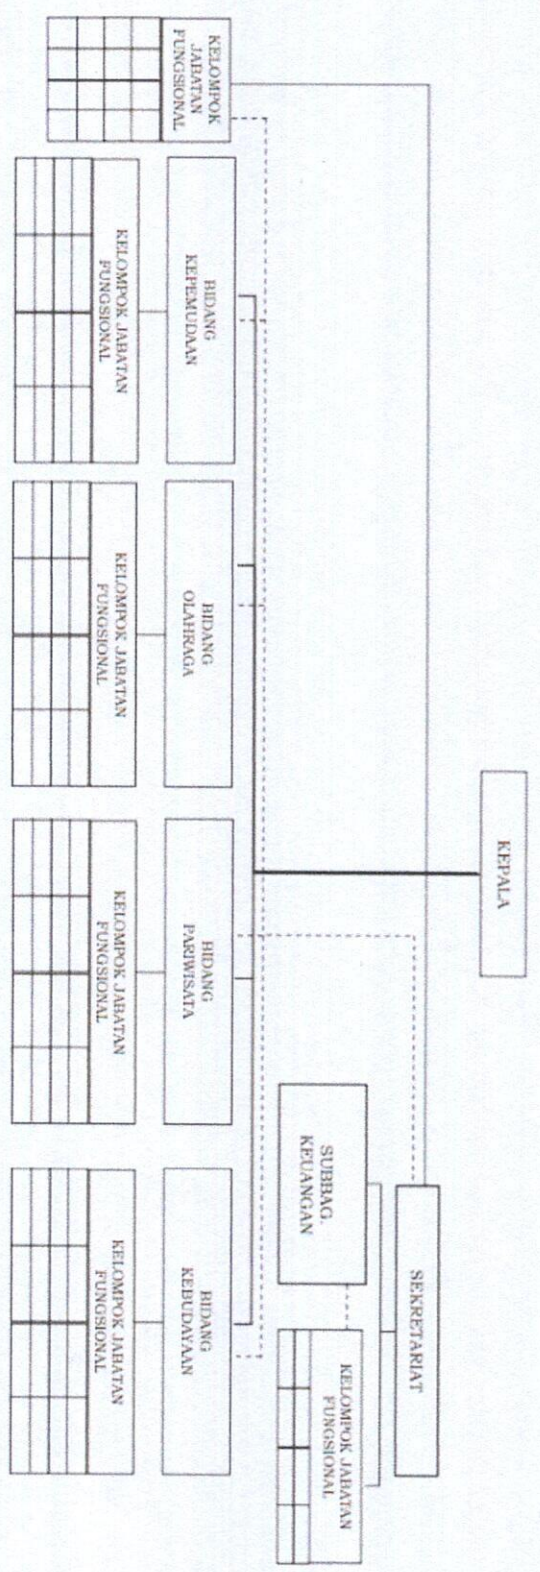 KEPALA
SEKRETARIAT
SUBBAG.
KEUANGAN
KELOMPOK JABATAN
FUNGSIONAL
KELOMPOK
JABATAN
FUNGSIONAL
BIDANG
KEPEMUDAAN
BIDANG
OLAHRAGA
BIDANG
PARIWISATA
BIDANG
KEBUDAYAAN
KELOMPOK JABATAN
FUNGSIONAL
KELOMPOK JABATAN
FUNGSIONAL
KELOMPOK JABATAN
FUNGSIONAL
KELOMPOK JABATAN
FUNGSIONAL